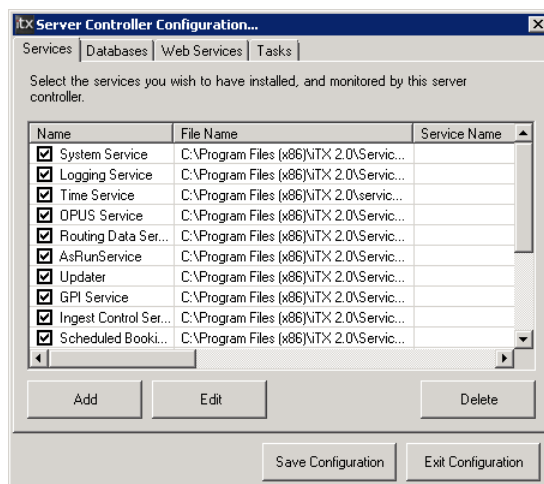 itx Server Controller Configuration...
Services Databases Web Services Tasks
Select the services you wish to have installed, and monitored by this server
controller.
Name File Name Service Name
System Service C:\Program Files (x86)\iTX 2.0\Servic...
Logging Service C:\Program Files (x86)\iTX 2.0\Servic...
Time Service C:\Program Files (x86)\iTX 2.0\servic...
OPUS Service C:\Program Files (x86)\iTX 2.0\Servic...
Routing Data Ser... C:\Program Files (x86)\iTX 2.0\Servic...
AsRunService C:\Program Files (x86)\iTX 2.0\Servic...
Updater C:\Program Files (x86)\iTX 2.0\Servic...
GPI Service C:\Program Files (x86)\iTX 2.0\Servic...
Ingest Control Ser... C:\Program Files (x86)\iTX 2.0\Servic...
Scheduled Booki... C:\Program Files (x86)\iTX 2.0\Servic...
Add Edit Delete
Save Configuration Exit Configuration